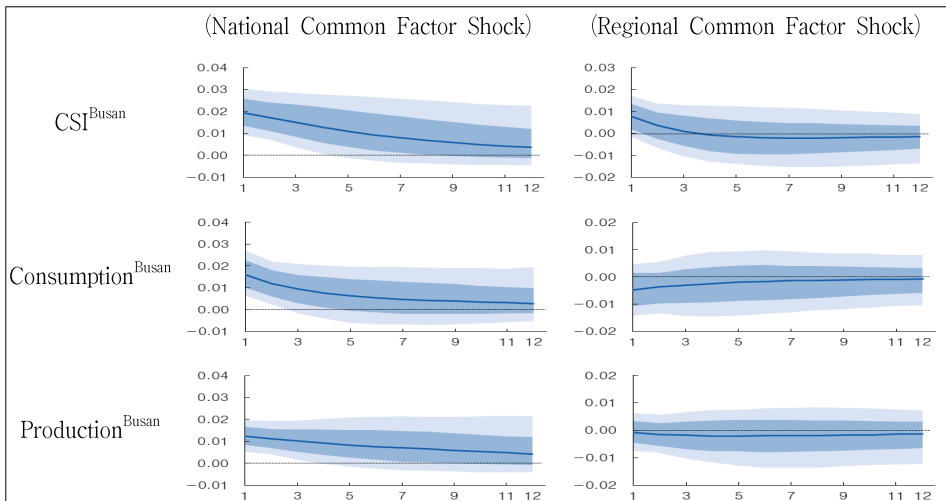 (National Common Factor Shock) (Regional Common Factor Shock)
CSI^Busan
0.04 0.03
0.03 0.02
0.02 0.01
0.01 0.00
0.00 −0.01
−0.01 −0.02
1 3 5 7 9 11 12 1 3 5 7 9 11 12
Consumption^Busan
0.04 0.02
0.03 0.01
0.02 0.00
0.01 −0.01
0.00 −0.02
−0.01
1 3 5 7 9 11 12 1 3 5 7 9 11 12
Production^Busan
0.04 0.02
0.03 0.01
0.02 0.00
0.01 −0.01
0.00 −0.02
−0.01
1 3 5 7 9 11 12 1 3 5 7 9 11 12